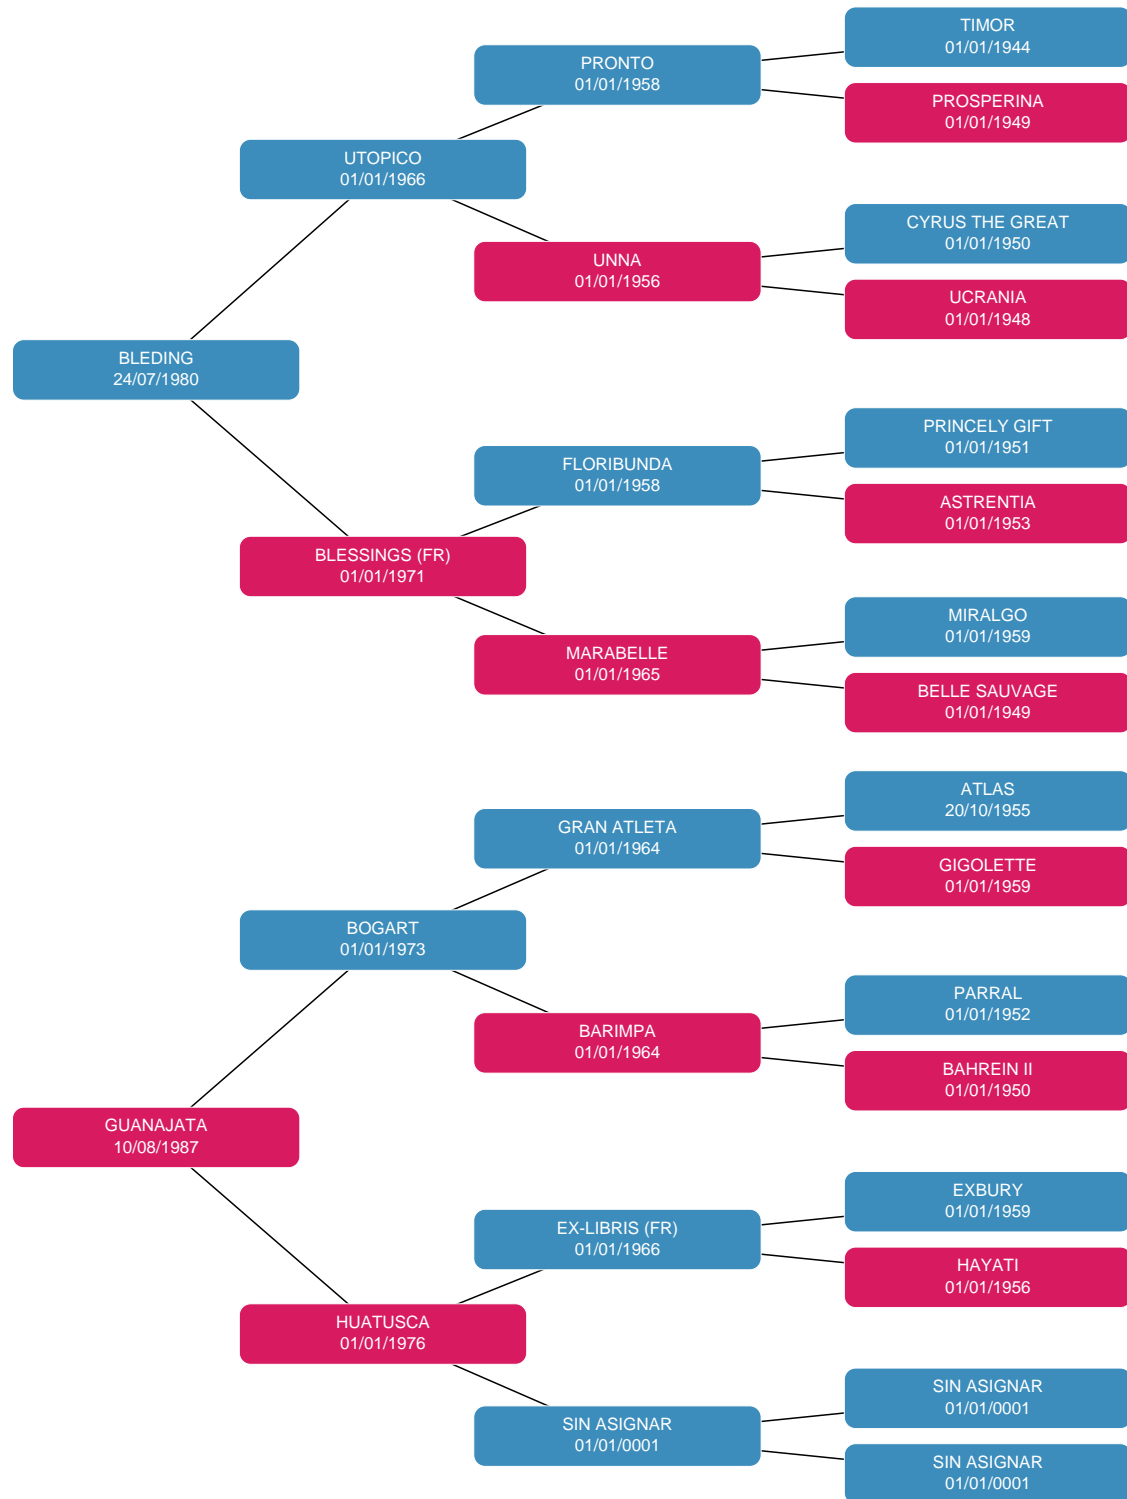 TIMOR
01/01/1944
PRONTO
01/01/1958
PROSPERINA
01/01/1949
UTOPICO
01/01/1966
CYRUS THE GREAT
01/01/1950
UNNA
01/01/1956
UCRANIA
01/01/1948
BLEDING
24/07/1980
PRINCELY GIFT
01/01/1951
FLORIBUNDA
01/01/1958
ASTRENTIA
01/01/1953
BLESSINGS (FR)
01/01/1971
MIRALGO
01/01/1959
MARABELLE
01/01/1965
BELLE SAUVAGE
01/01/1949
ATLAS
20/10/1955
GRAN ATLETA
01/01/1964
GIGOLETTE
01/01/1959
BOGART
01/01/1973
PARRAL
01/01/1952
BARIMPA
01/01/1964
BAHREIN II
01/01/1950
GUANAJATA
10/08/1987
EXBURY
01/01/1959
EX-LIBRIS (FR)
01/01/1966
HAYATI
01/01/1956
HUATUSCA
01/01/1976
SIN ASIGNAR
01/01/0001
SIN ASIGNAR
01/01/0001
SIN ASIGNAR
01/01/0001